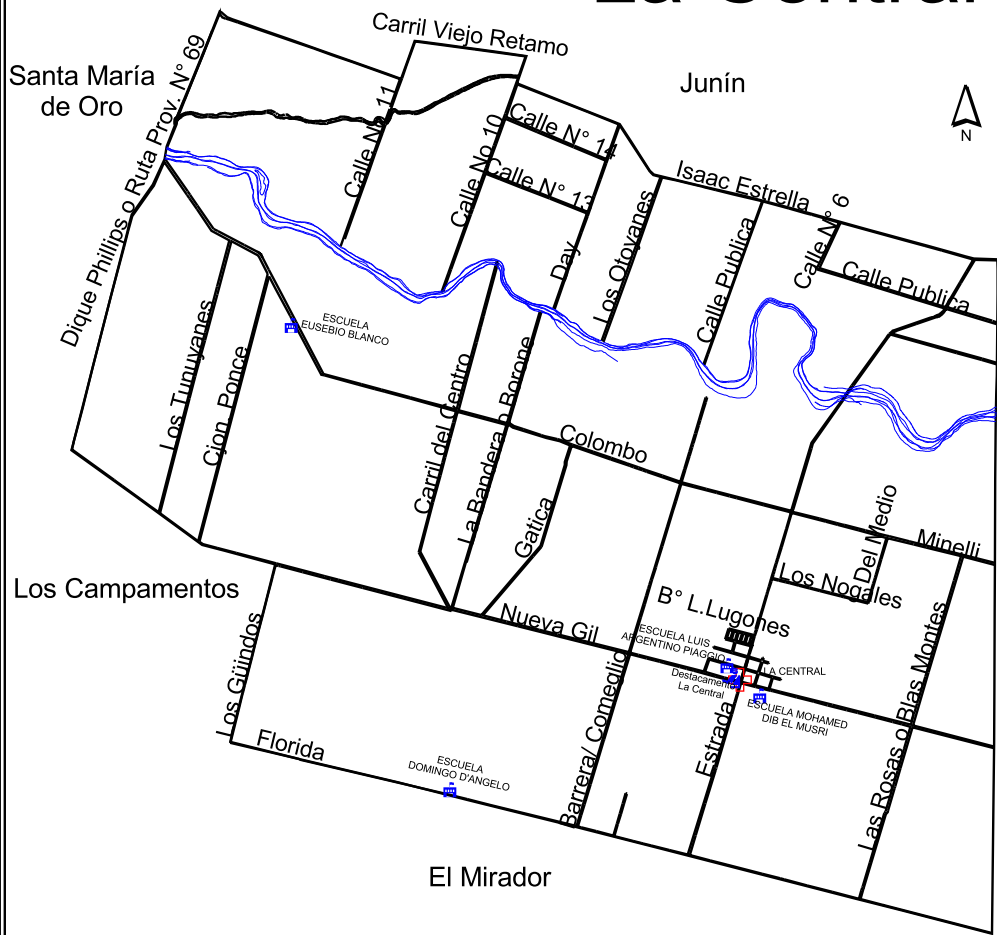 La Central
Carril Viejo Retamo
Santa María
de Oro
Junín
N
Dique Phillips o Ruta Prov. N° 69
Calle No 11
Calle No 10
Calle N° 14
Calle N° 13
Isaac Estrella
Calle N° 6
Calle Publica
Calle Publica
Los Otoyanes
Day
ESCUELA
EUSEBIO BLANCO
Los Tunuyanes
Cjon. Ponce
Carril del Centro
La Bandera o Borone
Colombo
Gatica
Del Medio
Minelli
Los Nogales
Los Campamentos
B° L.Lugones
Nueva Gil
ESCUELA LUIS
ARGENTINO PIAGGIO
LA CENTRAL
Destacamento
La Central
ESCUELA MOHAMED
DIB EL MUSRI
Los Güindos
Florida
ESCUELA
DOMINGO D'ANGELO
Barrera/ Comeglio
Estrada
Las Rosas o Blas Montes
El Mirador